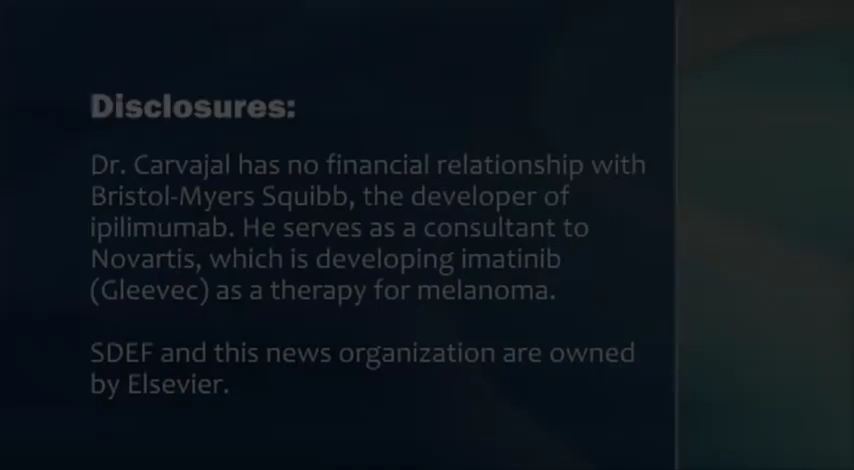 Disclosures:
Dr. Carvajal has no financial relationship with
Bristol-Myers Squibb, the developer of
ipilimumab. He serves as a consultant to
Novartis, which is developing imatinib
(Gleevec) as a therapy for melanoma.
SDEF and this news organization are owned
by Elsevier.